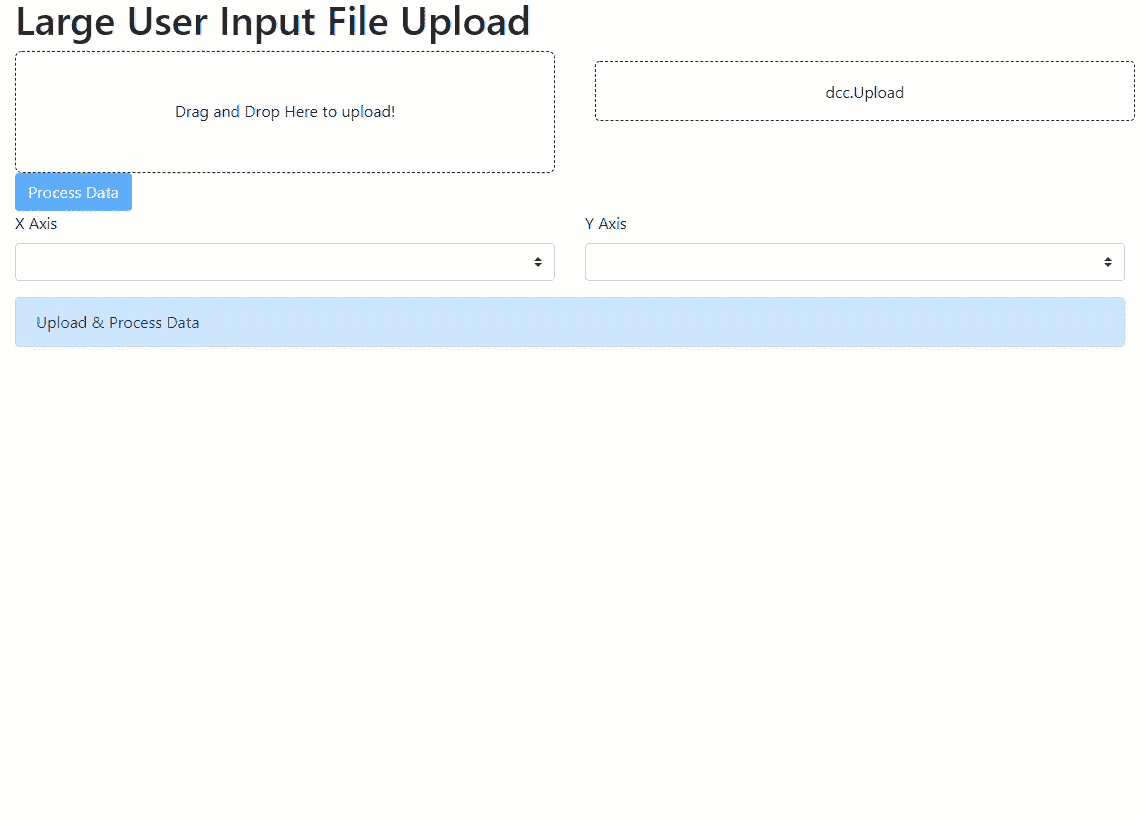 Large User Input File Upload
Drag and Drop Here to upload!
dcc.Upload
Process Data
X Axis
Y Axis
Upload & Process Data